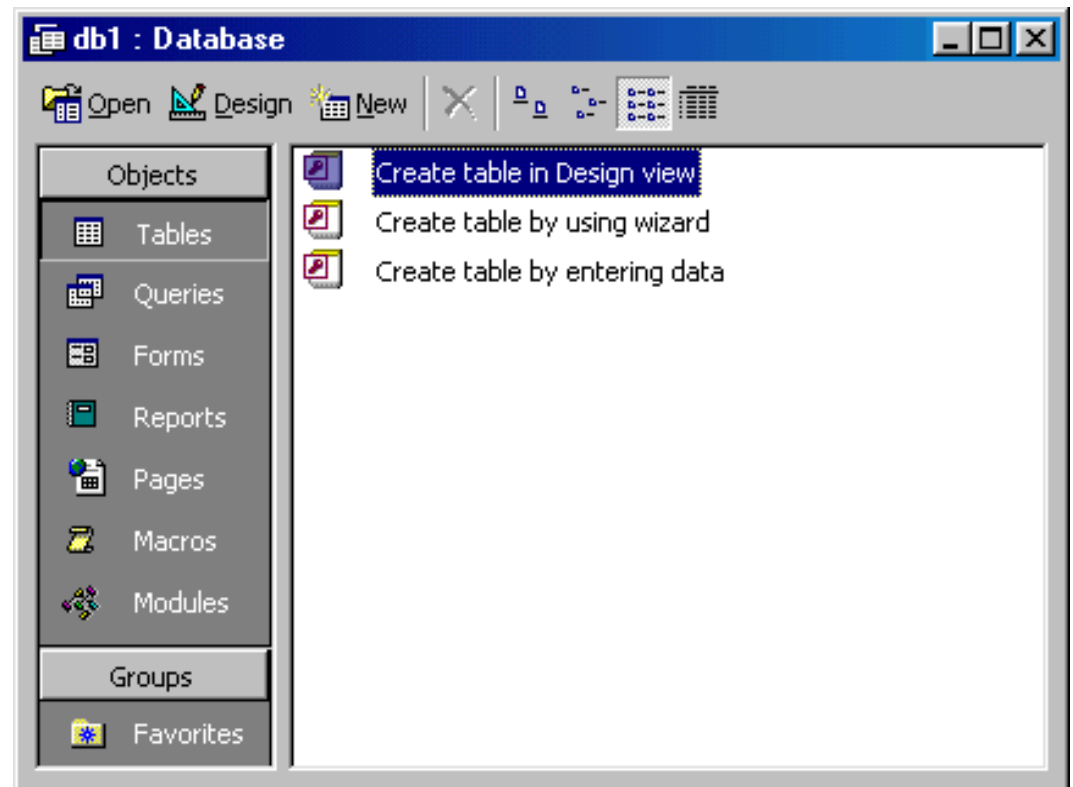 db1 : Database
Open Design New
Objects
Tables
Queries
Forms
Reports
Pages
Macros
Modules
Groups
Favorites
Create table in Design view
Create table by using wizard
Create table by entering data